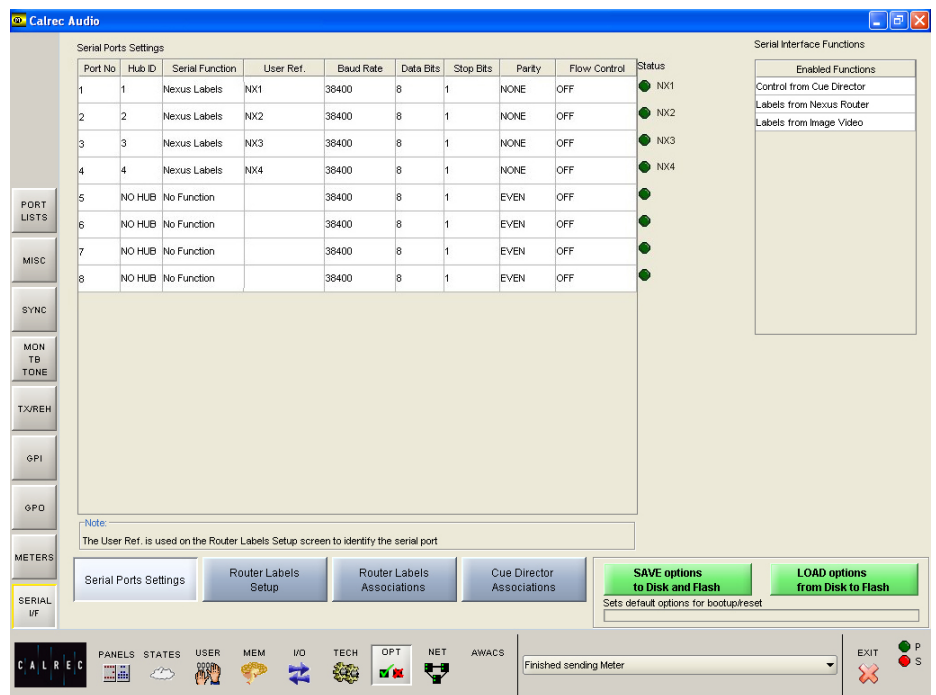 Calrec Audio
Serial Ports Settings
Port No Hub ID Serial Function User Ref. Baud Rate Data Bits Stop Bits Parity Flow Control Status
1 1 Nexus Labels NX1 38400 8 1 NONE OFF NX1
2 2 Nexus Labels NX2 38400 8 1 NONE OFF NX2
3 3 Nexus Labels NX3 38400 8 1 NONE OFF NX3
4 4 Nexus Labels NX4 38400 8 1 NONE OFF NX4
5 NO HUB No Function 38400 8 1 EVEN OFF
6 NO HUB No Function 38400 8 1 EVEN OFF
7 NO HUB No Function 38400 8 1 EVEN OFF
8 NO HUB No Function 38400 8 1 EVEN OFF
Serial Interface Functions
Enabled Functions
Control from Cue Director
Labels from Nexus Router
Labels from Image Video
PORT
LISTS
MISC
SYNC
MON
TB
TONE
TX/REH
GPI
GPO
METERS
SERIAL
I/F
Note:
The User Ref. is used on the Router Labels Setup screen to identify the serial port
Serial Ports Settings
Router Labels
Setup
Router Labels
Associations
Cue Director
Associations
SAVE options
to Disk and Flash
LOAD options
from Disk to Flash
Sets default options for bootup/reset
CALREC
PANELS STATES USER MEM I/O TECH OPT NET AWACS
Finished sending Meter
EXIT
P
S